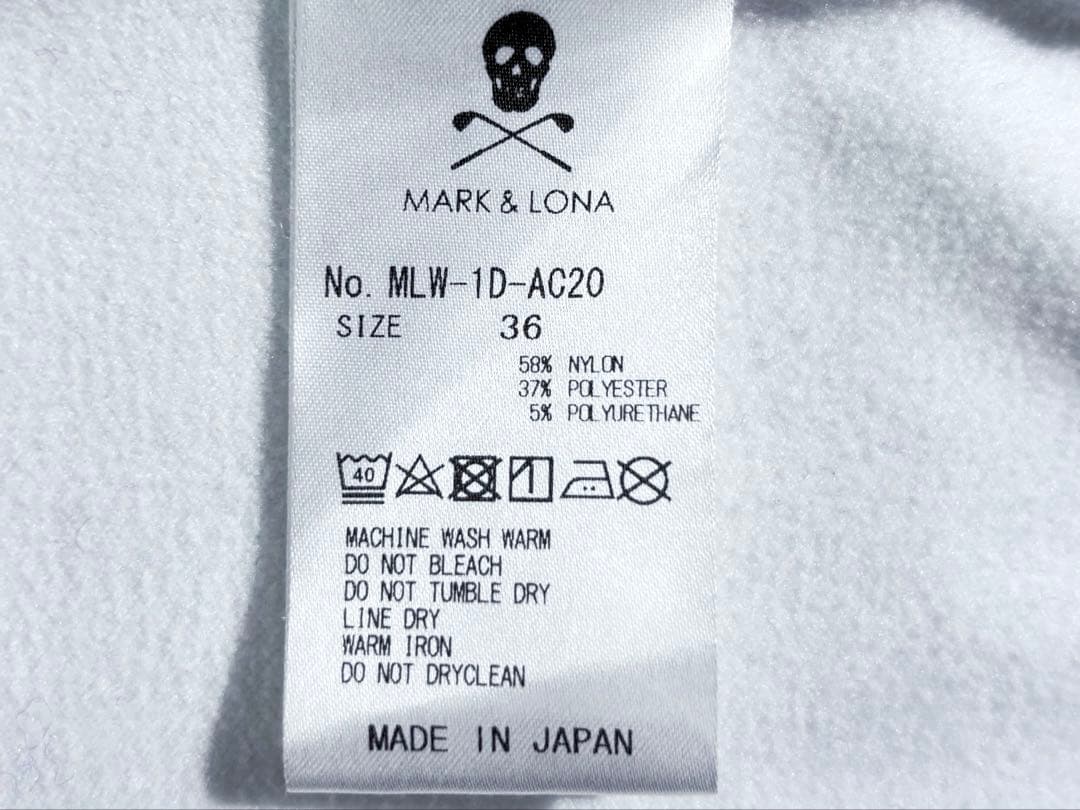 MARK & LONA
No. MLW-1D-AC20
SIZE 36
58% NYLON
37% POLYESTER
5% POLYURETHANE
40
MACHINE WASH WARM
DO NOT BLEACH
DO NOT TUMBLE DRY
LINE DRY
WARM IRON
DO NOT DRYCLEAN
MADE IN JAPAN